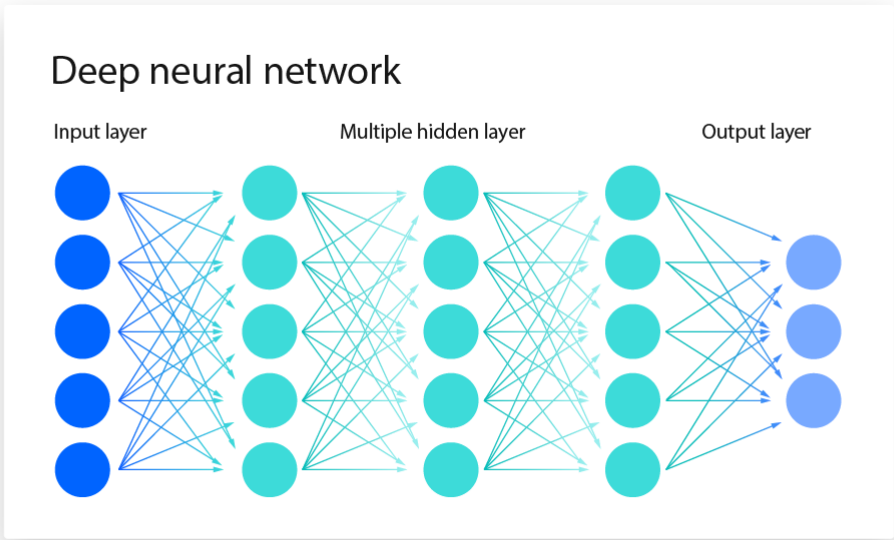 Deep neural network
Input layer
Multiple hidden layer
Output layer